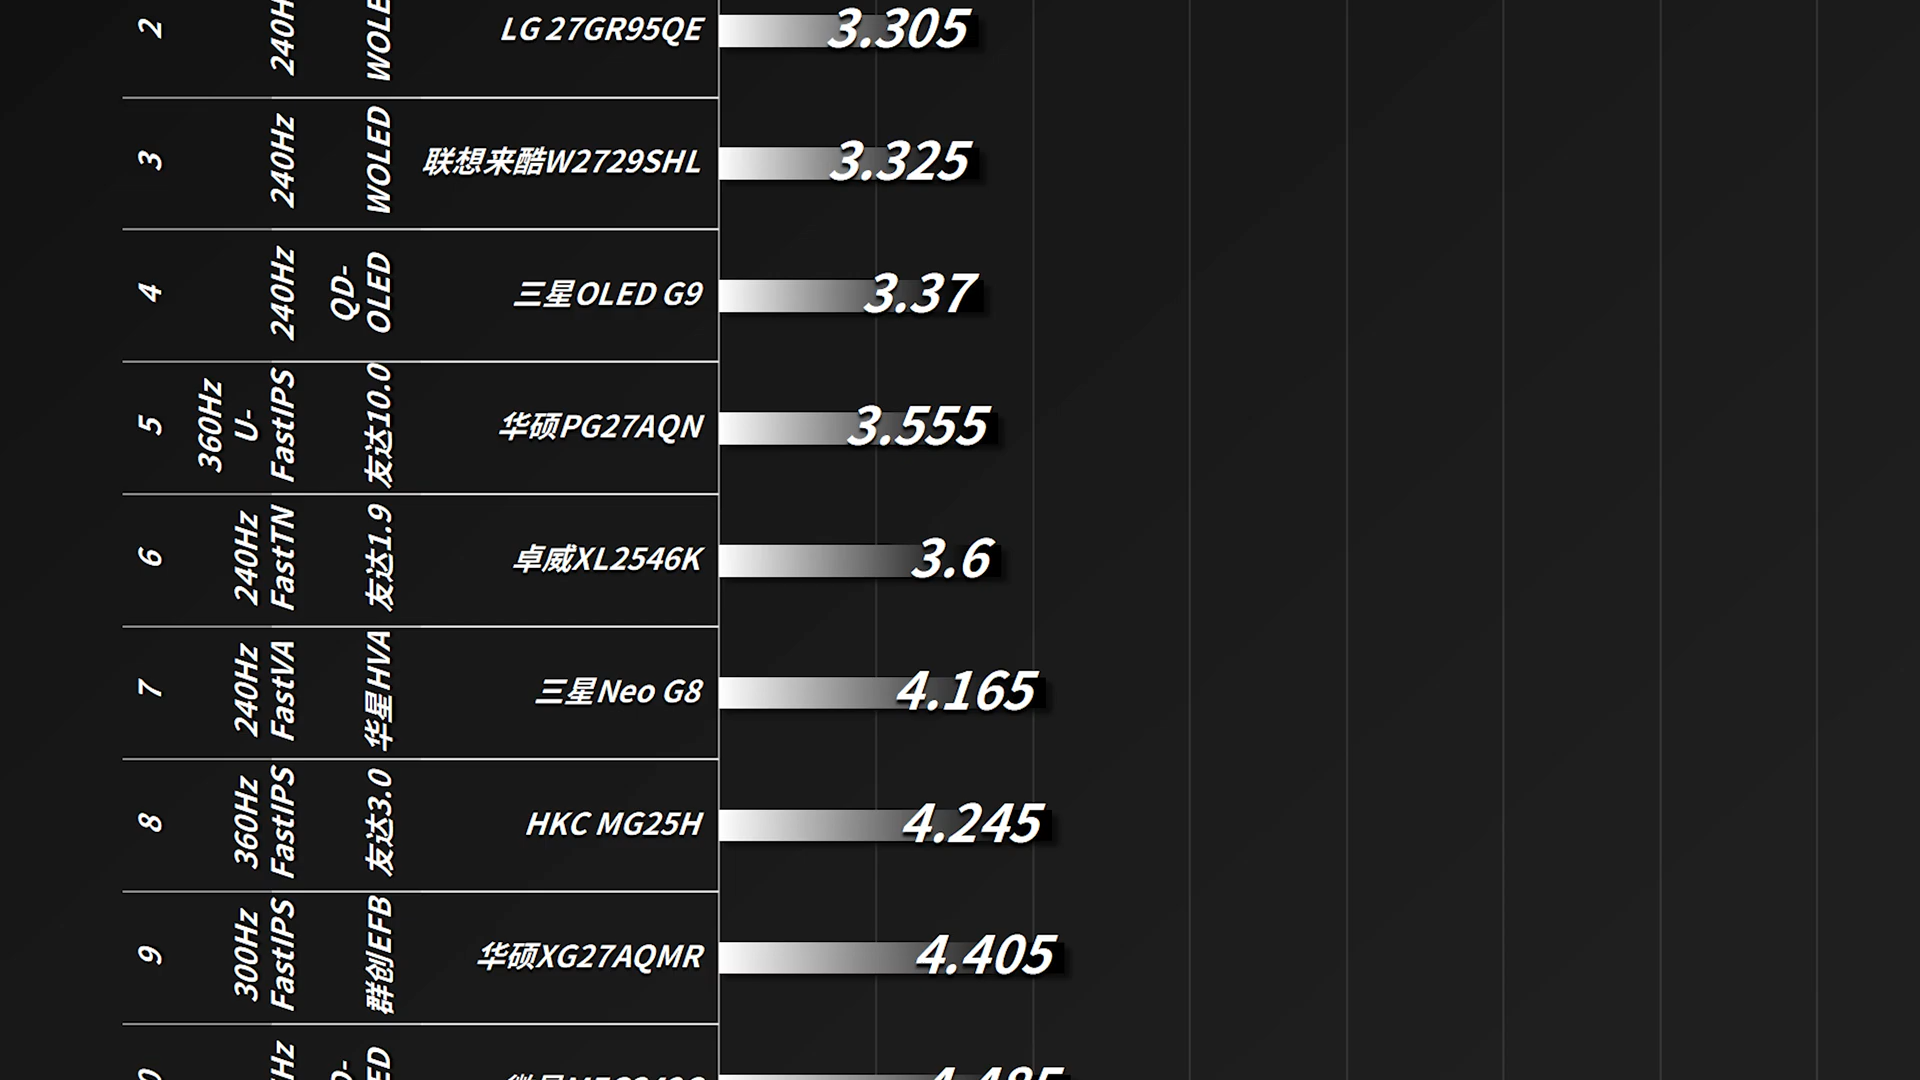 2
WOLE
LG 27GR95QE
3.305
3
240Hz
WOLED
联想来酷W2729SHL
3.325
4
240Hz
QD-
OLED
三星OLED G9
3.37
5
360Hz
U-
FastIPS
友达10.0
华硕PG27AQN
3.555
6
240Hz
FastTN
友达1.9
卓威XL2546K
3.6
7
240Hz
FastVA
华星HVA
三星Neo G8
4.165
8
360Hz
FastIPS
友达3.0
HKC MG25H
4.245
9
300Hz
FastIPS
群创EFB
华硕XG27AQMR
4.405
4.485